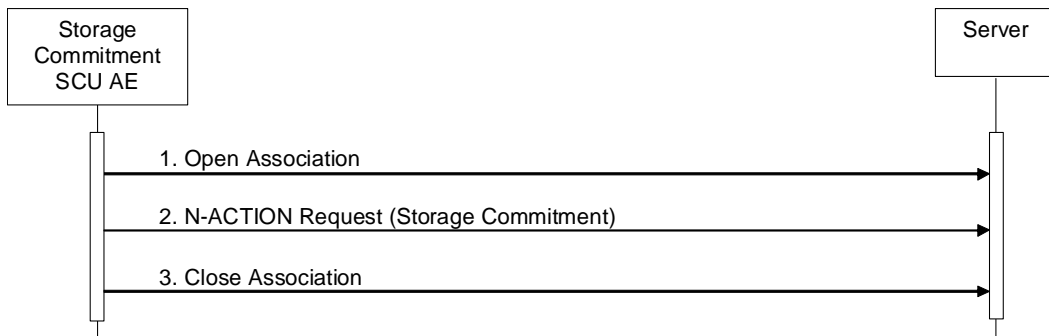 Storage
Commitment
SCU AE
Server
1. Open Association
2. N-ACTION Request (Storage Commitment)
3. Close Association